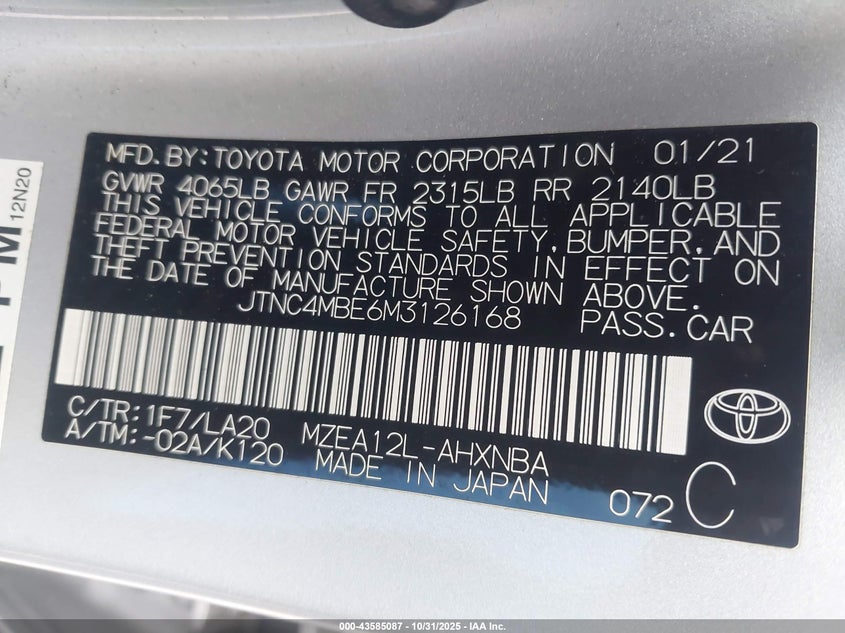 MFD. BY: TOYOTA MOTOR CORPORATION 01/21
GVWR 4065LB GAWR FR 2315LB RR 2140LB
THIS VEHICLE CONFORMS TO ALL APPLICABLE
FEDERAL MOTOR VEHICLE SAFETY, BUMPER, AND
THEFT PREVENTION STANDARDS IN EFFECT ON
THE DATE OF MANUFACTURE SHOWN ABOVE.
JTNC4MBE6M3126168 PASS. CAR
C/TR: 1F7/LA20 MZEA12L-AHXNBA
A/TM: -02A/K120 MADE IN JAPAN
072 C
PM
12N20
000-43585087 - 10/31/2025 - IAA Inc.